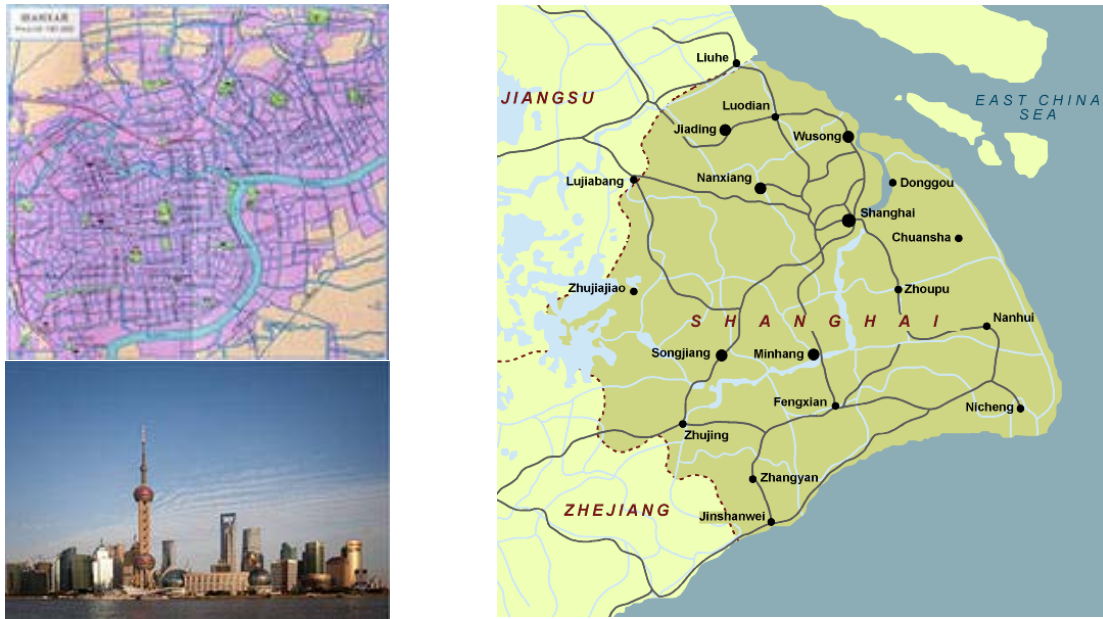 Liuhe
JIANGSU
EAST CHINA
SEA
Luodian
Jiading
Wusong
Nanxiang
Lujiabang
Donggou
Shanghai
Chuansha
Zhujiajiao
Zhoupu
SHANGHAI
Nanhui
Songjiang
Minhang
Fengxian
Nicheng
Zhujing
Zhangyan
ZHEJIANG
Jinshanwei